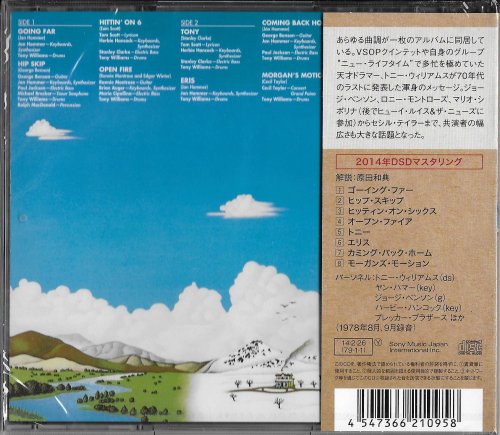 SIDE 1
GOING FAR
(Jan Hammer)
Jan Hammer—Keyboards,
Synthesizer
Tony Williams—Drums
HIP SKIP
(George Benson)
George Benson—Guitar
Jan Hammer—Keyboards
Paul Jackson—Electric Bass
Michael Brecker—Tenor Saxophone
Tony Williams—Drums
Ralph MacDonald—Percussion
HITTIN' ON 6
(Tom Scott)
Tom Scott—Lyricon
Herbie Hancock—Keyboards,
Synthesizer
Stanley Clarke—Electric Bass
Tony Williams—Drums
OPEN FIRE
(Ronnie Montrose and Edgar Winter)
Ronnie Montrose—Guitar
Brian Auger—Keyboards
Mario Cipollina—Electric Bass
Tony Williams—Drums
SIDE 2
TONY
(Stanley Clarke)
Tom Scott—Lyricon
Herbie Hancock—Keyboards
Stanley Clarke—Electric Bass
Tony Williams—Drums
ERIS
(Jan Hammer)
Jan Hammer—Keyboards,
Synthesizer
Tony Williams—Drums
COMING BACK HO
(Jan Hammer)
George Benson—Guitar
Jan Hammer—Keyboards
Paul Jackson—Electric Bass
Tony Williams—Drums
MORGAN'S MOTIO
(Cecil Taylor)
Cecil Taylor—Concert
Grand Piano
Tony Williams—Drums
あらゆる曲調が一枚のアルバムに同居して
いる。VSOPクインテットや自身のグループ
"ニュー・ライフタイム"で多忙を極めていた
天才ドラマー、トニー・ウィリアムスが70年代
のラストに発表した渾身のメッセージ。ジョー
ジ・ベンソン、ロニー・モントローズ、マリオ・シ
ポリナ(後でヒューイ・ルイス&ザ・ニューズに
参加)からセシル・テイラーまで、共演者の幅
広さも大きな話題となった。
2014年DSDマスタリング
解説:原田和典
① ゴーイング・ファー
② ヒップ・スキップ
③ ヒッティン・オン・シックス
④ オープン・ファイア
⑤ トニー
⑥ エリス
⑦ カミング・バック・ホーム
⑧ モーガンズ・モーション
パーソネル:トニー・ウィリアムス(ds)
ヤン・ハマー(key)
ジョージ・ベンソン(g)
ハービー・ハンコック(key)
ブレッカー・ブラザース ほか
(1978年8月、9月録音)
Sony Music Japan
International Inc.
4 547366 210958